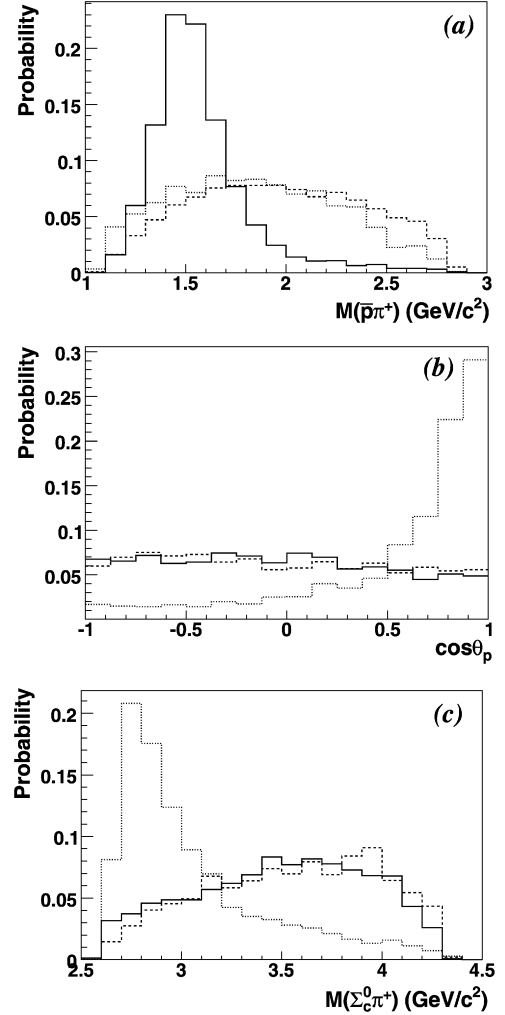 Probability
(a)
0.2
0.15
0.1
0.05
0
1 1.5 2 2.5 3
M(p̅π⁺) (GeV/c²)
Probability
(b)
0.3
0.25
0.2
0.15
0.1
0.05
-1 -0.5 0 0.5 1
cosθₚ
Probability
(c)
0.2
0.15
0.1
0.05
0
2.5 3 3.5 4 4.5
M(Σ_c^0π⁺) (GeV/c²)